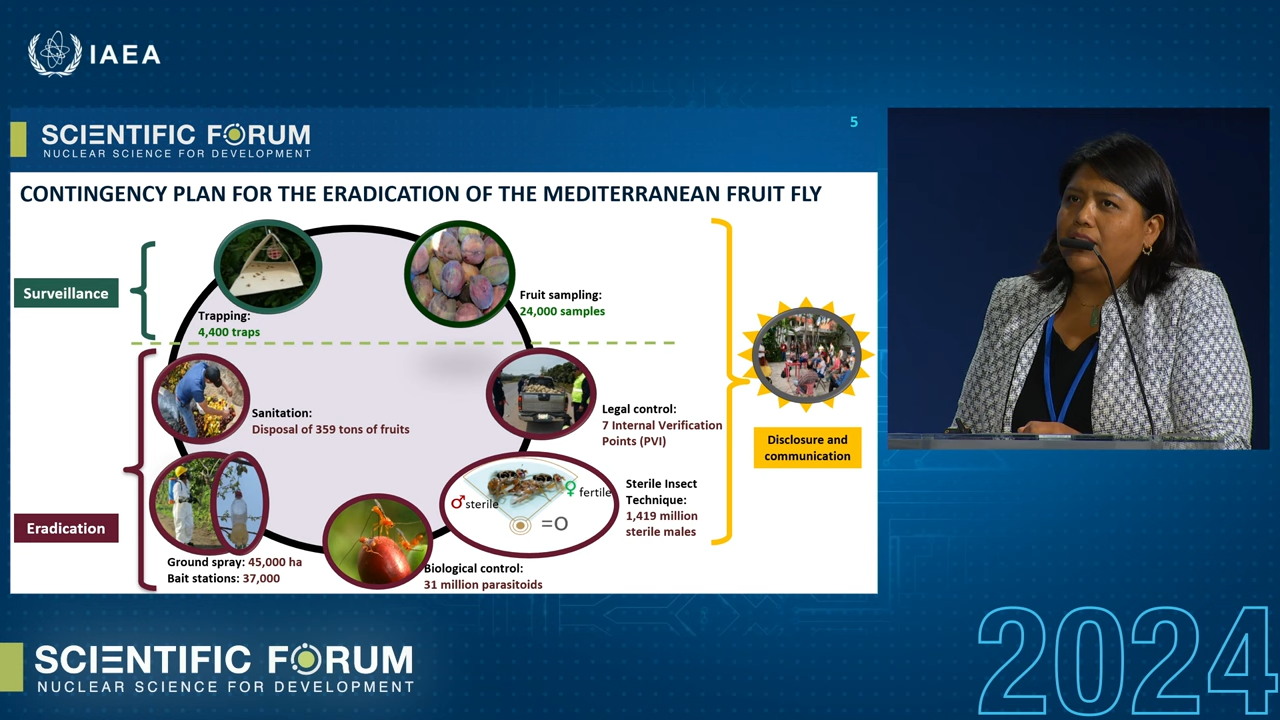 IAEA
SCIENTIFIC FORUM
NUCLEAR SCIENCE FOR DEVELOPMENT
5
CONTINGENCY PLAN FOR THE ERADICATION OF THE MEDITERRANEAN FRUIT FLY
Surveillance
Trapping:
4,400 traps
Fruit sampling:
24,000 samples
Sanitation:
Disposal of 359 tons of fruits
Legal control:
7 Internal Verification
Points (PVI)
Disclosure and
communication
Eradication
♂ sterile
♀ fertile
=O
Sterile Insect
Technique:
1,419 million
sterile males
Ground spray: 45,000 ha
Bait stations: 37,000
Biological control:
31 million parasitoids
SCIENTIFIC FORUM
NUCLEAR SCIENCE FOR DEVELOPMENT
2024